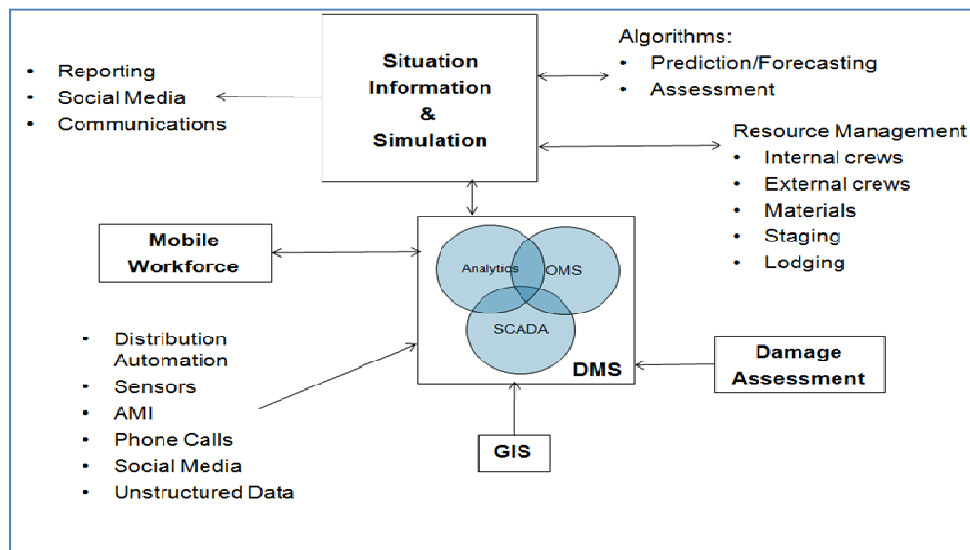 Situation
Information
&
Simulation
• Reporting
• Social Media
• Communications
Algorithms:
• Prediction/Forecasting
• Assessment
Resource Management
• Internal crews
• External crews
• Materials
• Staging
• Lodging
Mobile
Workforce
Analytics
OMS
SCADA
DMS
• Distribution
Automation
• Sensors
• AMI
• Phone Calls
• Social Media
• Unstructured Data
Damage
Assessment
GIS